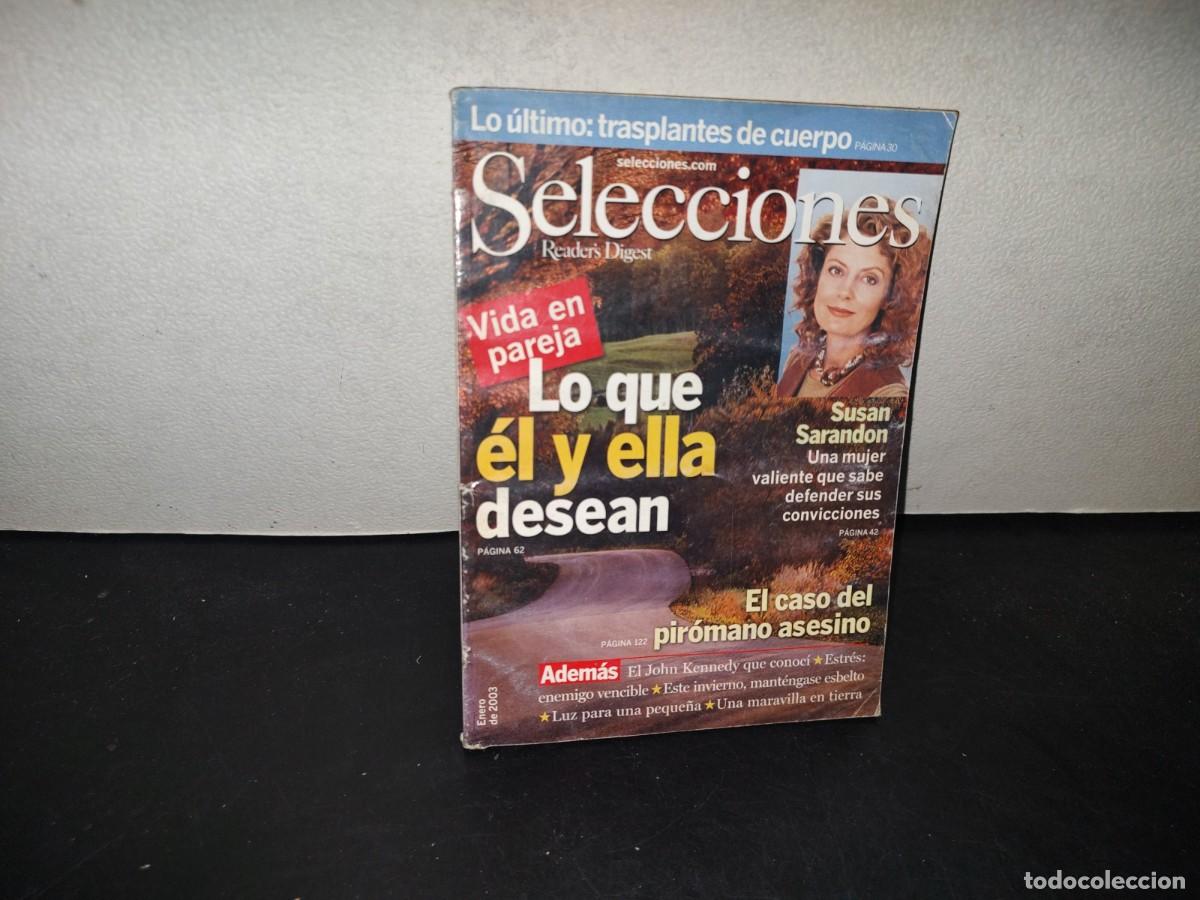 Lo último: trasplantes de cuerpo PÁGINA 30
selecciones.com
Selecciones
Reader's Digest
Vida en
pareja
Lo que
él y ella
desean
PÁGINA 62
Susan
Sarandon
Una mujer
valiente que sabe
defender sus
convicciones
PÁGINA 42
El caso del
PÁGINA 122 pirómano asesino
Además El John Kennedy que conocí ★ Estrés:
enemigo vencible ★ Este invierno, manténgase esbelto
★ Luz para una pequeña ★ Una maravilla en tierra
Enero
de 2003
todocoleccion